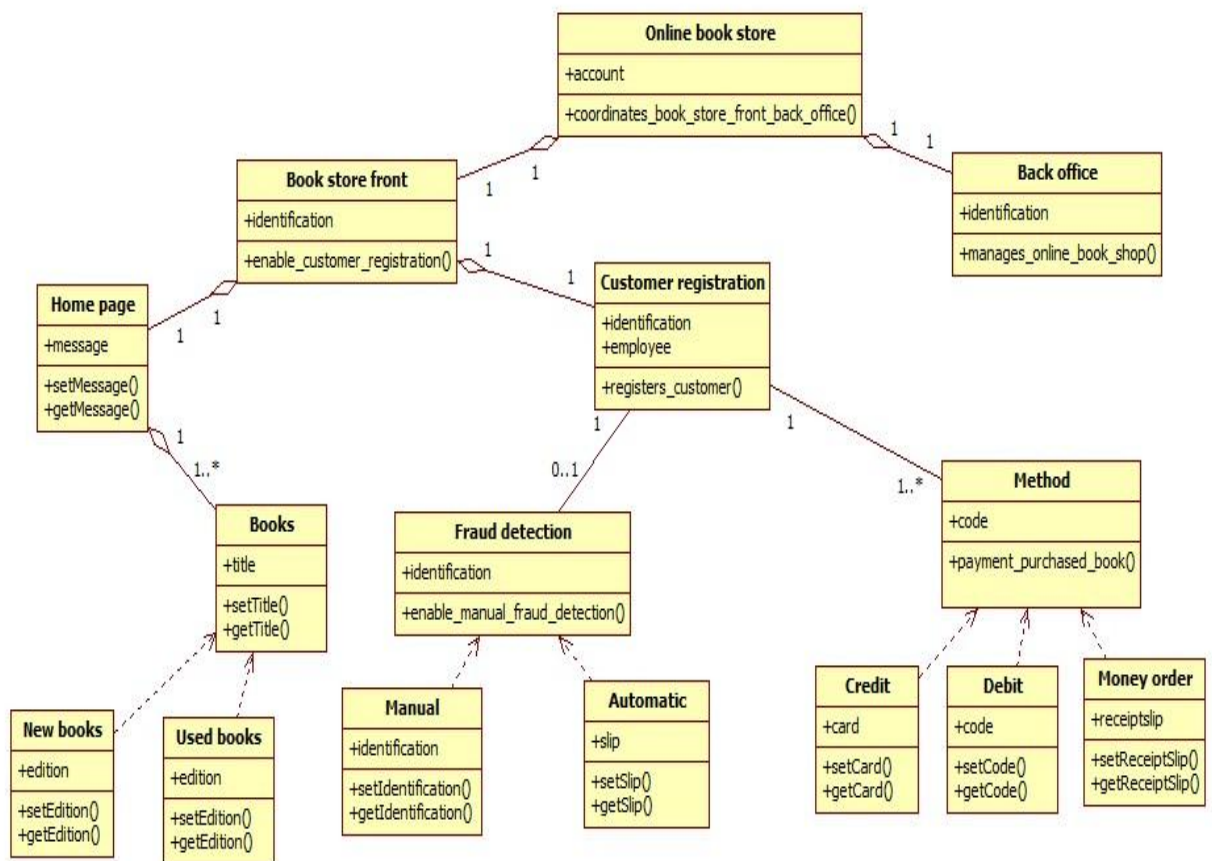 Online book store
+account
+coordinates_book_store_front_back_office()
1
1
1
1
Book store front
+identification
+enable_customer_registration()
Back office
+identification
+manages_online_book_shop()
1
1
1
1
Home page
+message
+setMessage()
+getMessage()
Customer registration
+identification
+employee
+registers_customer()
1
1..*
1
0..1
1
1..*
Books
+title
+setTitle()
+getTitle()
Fraud detection
+identification
+enable_manual_fraud_detection()
Method
+code
+payment_purchased_book()
New books
+edition
+setEdition()
+getEdition()
Used books
+edition
+setEdition()
+getEdition()
Manual
+identification
+setIdentification()
+getIdentification()
Automatic
+slip
+setSlip()
+getSlip()
Credit
+card
+setCard()
+getCard()
Debit
+code
+setCode()
+getCode()
Money order
+receiptslip
+setReceiptSlip()
+getReceiptSlip()